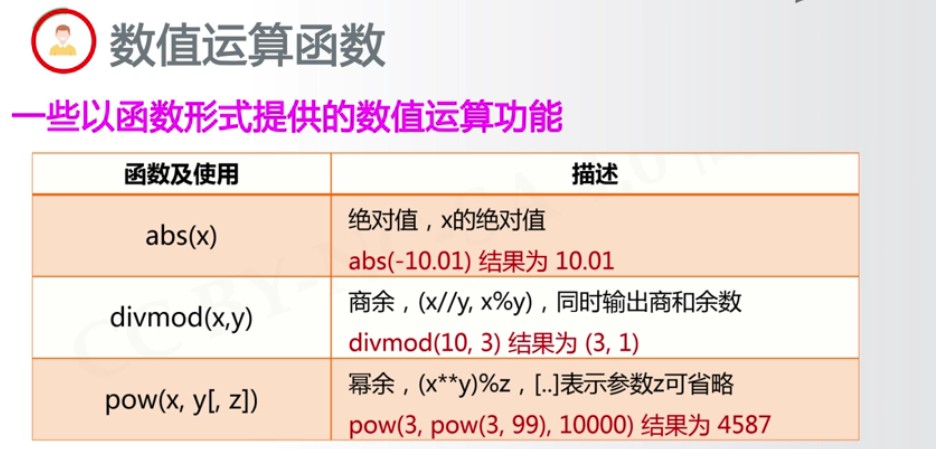 数值运算函数
一些以函数形式提供的数值运算功能
函数及使用
描述
abs(x)
绝对值，x的绝对值
abs(-10.01) 结果为 10.01
divmod(x,y)
商余，(x//y, x%y)，同时输出商和余数
divmod(10, 3) 结果为 (3, 1)
pow(x, y[, z])
幂余，(x**y)%z，[..]表示参数z可省略
pow(3, pow(3, 99), 10000) 结果为 4587